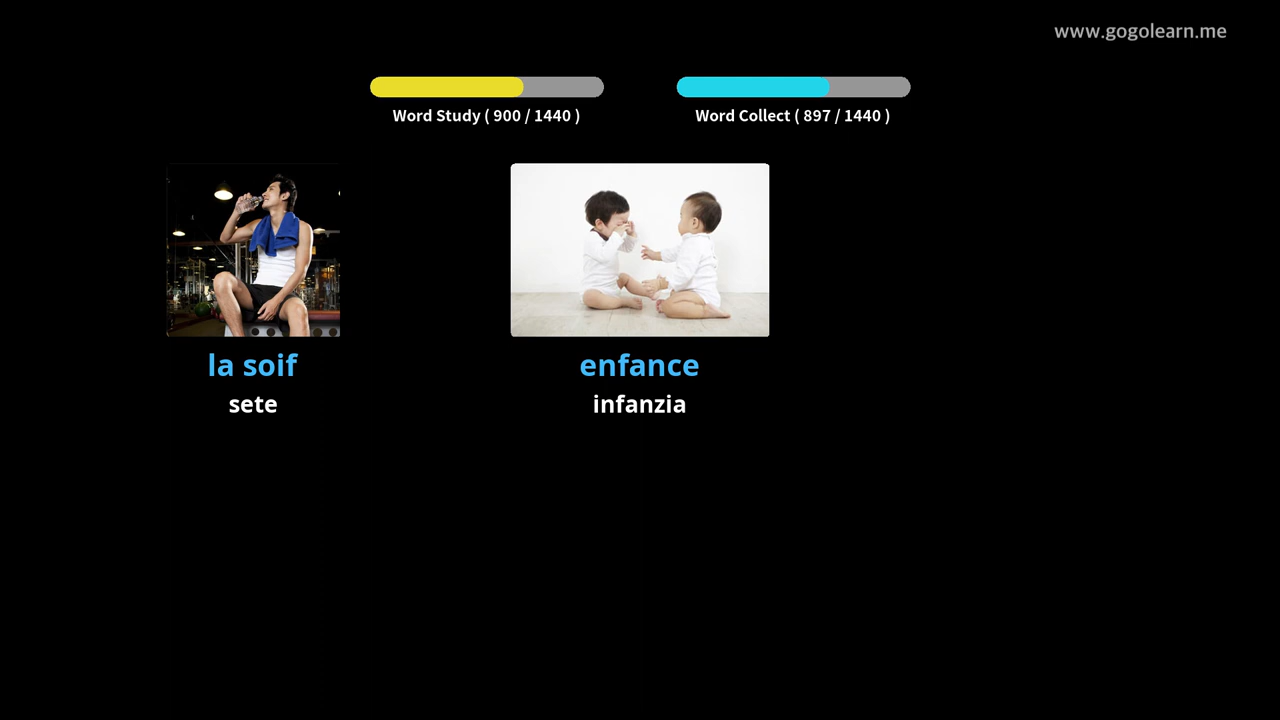 www.gogolearn.me
Word Study ( 900 / 1440 )
Word Collect ( 897 / 1440 )
la soif
sete
enfance
infanzia